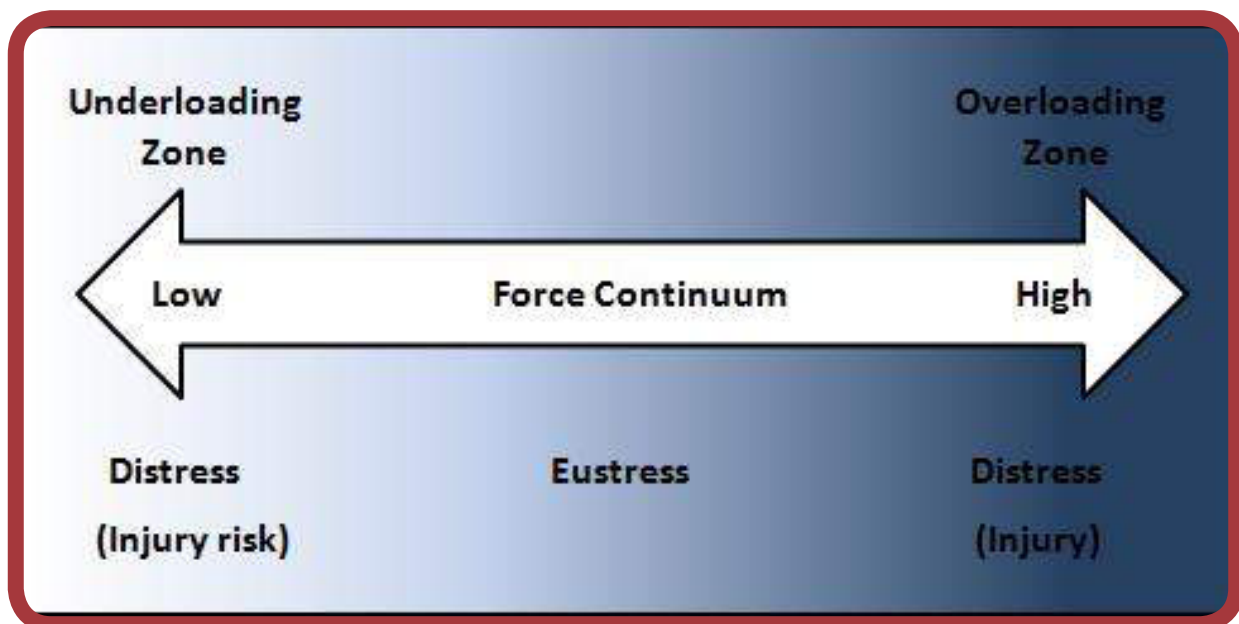 Underloading
Zone
Overloading
Zone
Low
Force Continuum
High
Distress
(Injury risk)
Eustress
Distress
(Injury)